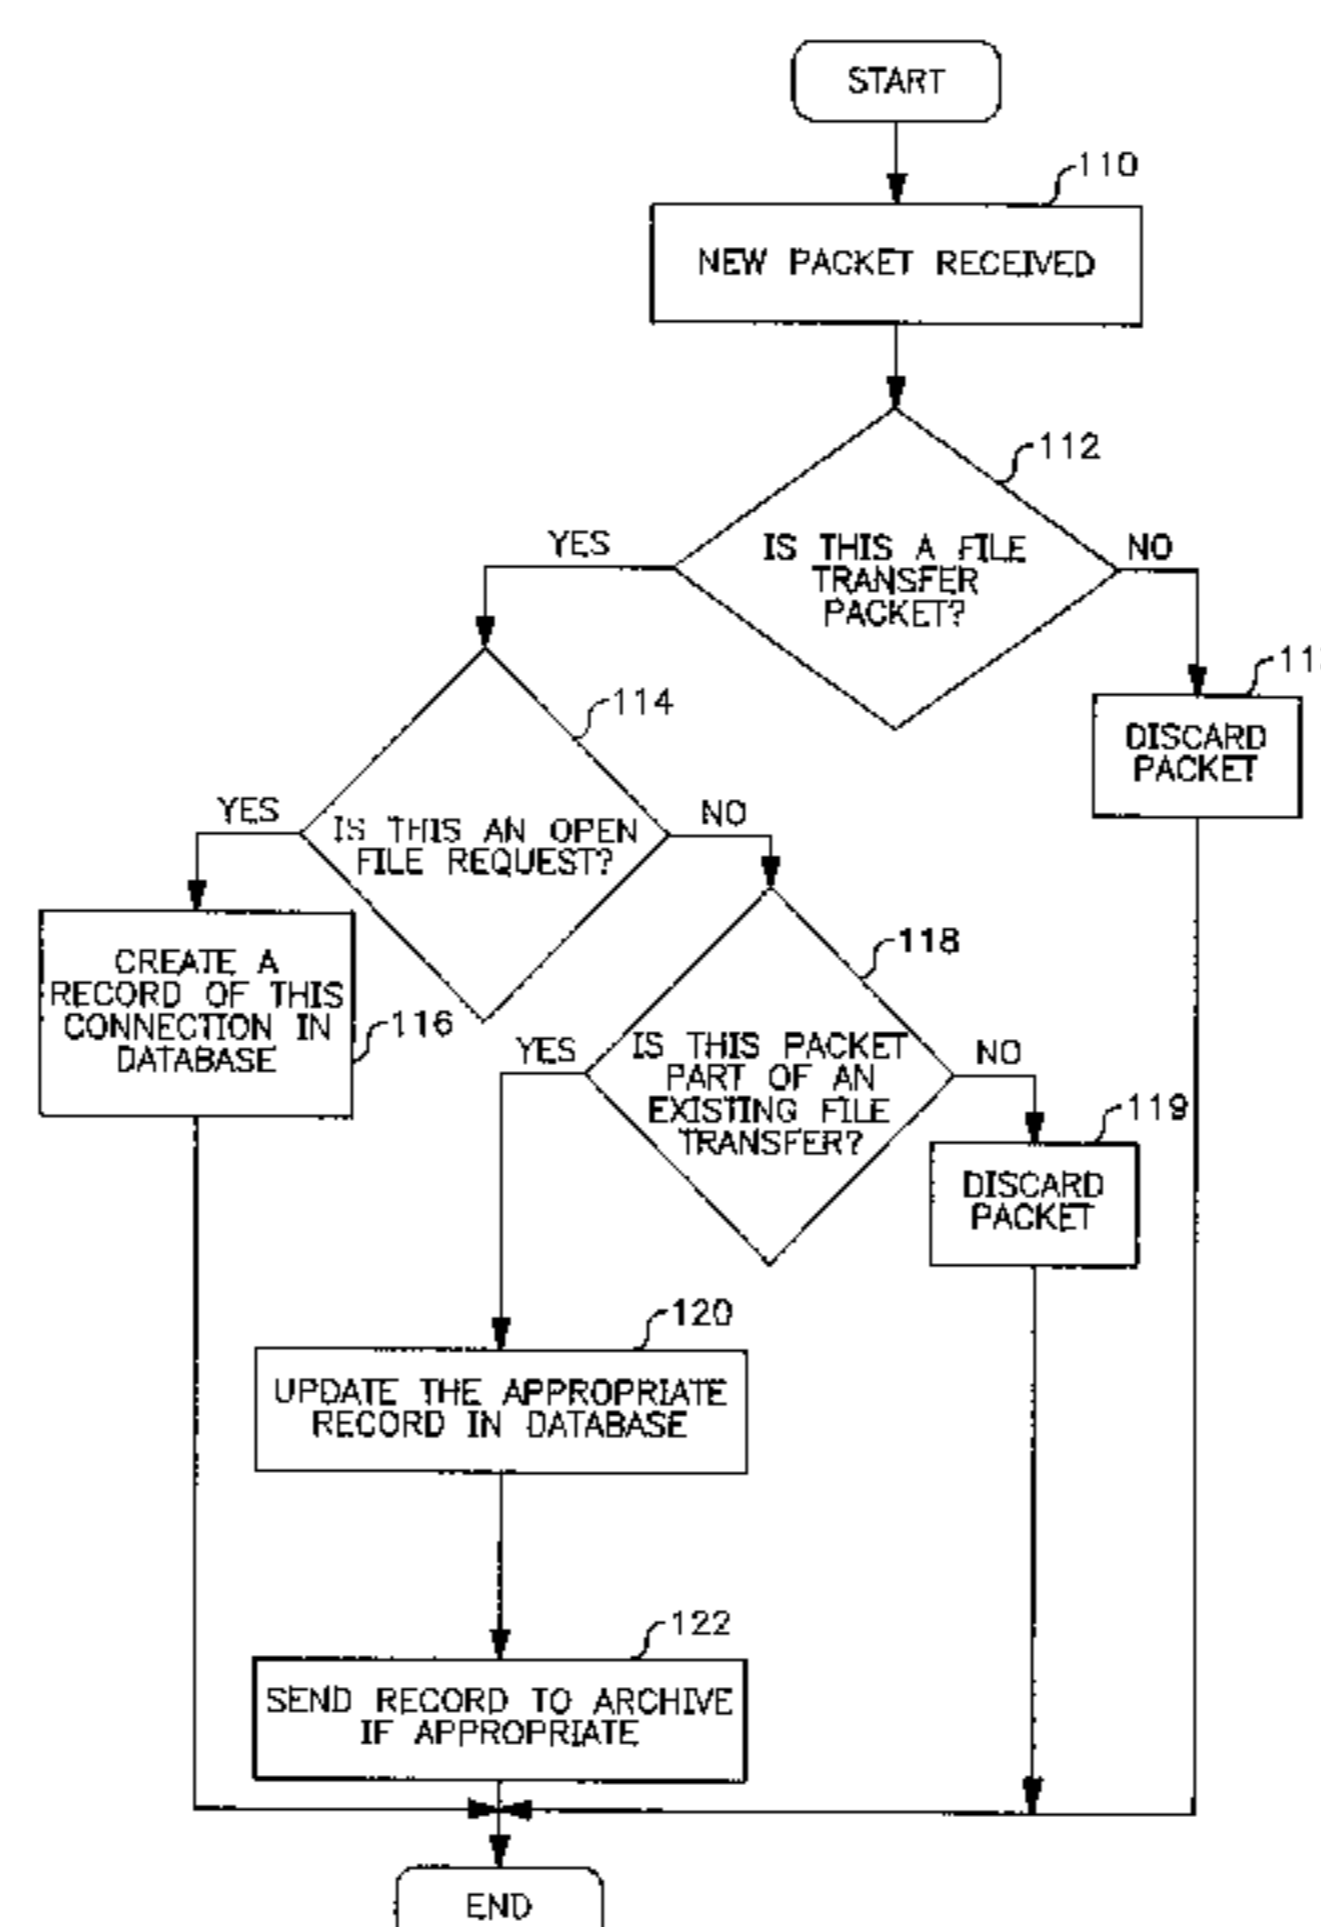 START
110
NEW PACKET RECEIVED
112
IS THIS A FILE
TRANSFER
PACKET?
YES
NO
DISCARD
PACKET
114
IS THIS AN OPEN
FILE REQUEST?
YES
NO
CREATE A
RECORD OF THIS
CONNECTION IN
DATABASE
116
118
IS THIS PACKET
PART OF AN
EXISTING FILE
TRANSFER?
YES
NO
119
DISCARD
PACKET
120
UPDATE THE APPROPRIATE
RECORD IN DATABASE
122
SEND RECORD TO ARCHIVE
IF APPROPRIATE
END